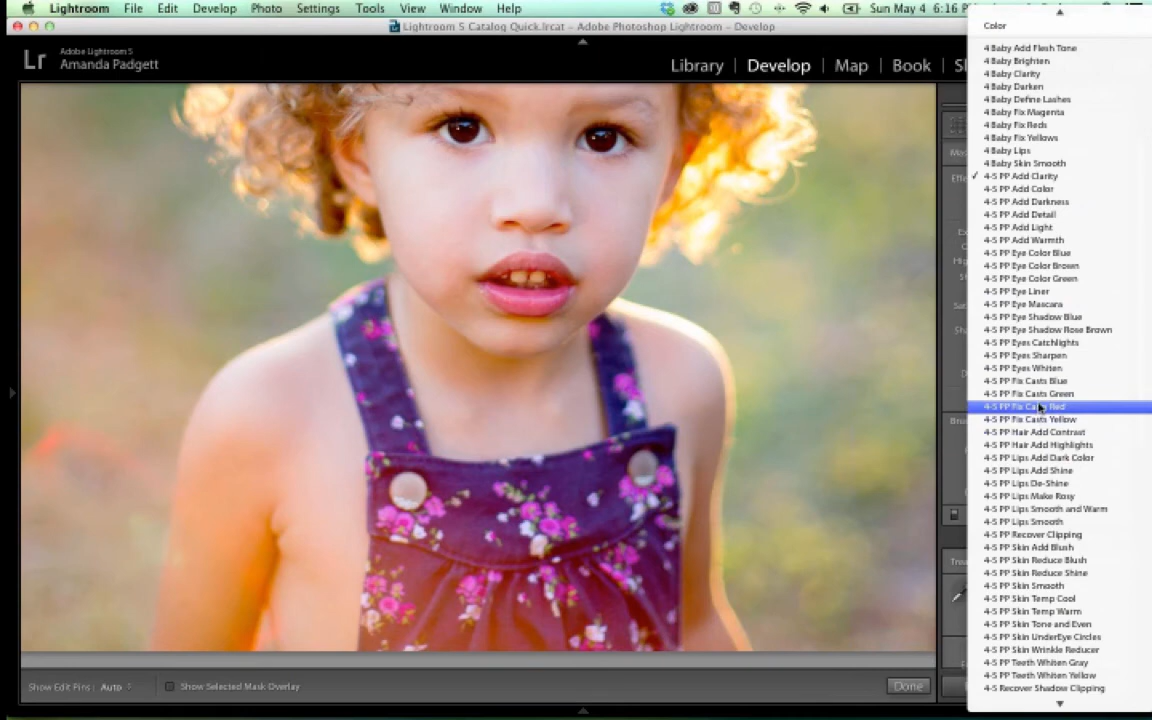 Lightroom File Edit Develop Photo Settings Tools View Window Help Sun May 4 6:16 P
Lightroom 5 Catalog Quick.lrcat – Adobe Photoshop Lightroom – Develop
Lr
Adobe Lightroom 5
Amanda Padgett
Library | Develop | Map | Book | Sl
Color
4 Baby Add Flesh Tone
4 Baby Brighten
4 Baby Clarity
4 Baby Darken
4 Baby Define Lashes
4 Baby Fix Magenta
4 Baby Fix Reds
4 Baby Fix Yellows
4 Baby Lips
4 Baby Skin Smooth
✓ 4-5 PP Add Clarity
4-5 PP Add Color
4-5 PP Add Darkness
4-5 PP Add Detail
4-5 PP Add Light
4-5 PP Add Warmth
4-5 PP Eye Color Blue
4-5 PP Eye Color Brown
4-5 PP Eye Color Green
4-5 PP Eye Liner
4-5 PP Eye Mascara
4-5 PP Eye Shadow Blue
4-5 PP Eye Shadow Rose Brown
4-5 PP Eyes Catchlights
4-5 PP Eyes Sharpen
4-5 PP Eyes Whiten
4-5 PP Fix Casts Blue
4-5 PP Fix Casts Green
4-5 PP Fix Casts Red
4-5 PP Fix Casts Yellow
4-5 PP Hair Add Contrast
4-5 PP Hair Add Highlights
4-5 PP Lips Add Dark Color
4-5 PP Lips Add Shine
4-5 PP Lips De-Shine
4-5 PP Lips Make Rosy
4-5 PP Lips Smooth and Warm
4-5 PP Lips Smooth
4-5 PP Recover Clipping
4-5 PP Skin Add Blush
4-5 PP Skin Reduce Blush
4-5 PP Skin Reduce Shine
4-5 PP Skin Smooth
4-5 PP Skin Temp Cool
4-5 PP Skin Temp Warm
4-5 PP Skin Tone and Even
4-5 PP Skin UnderEye Circles
4-5 PP Skin Wrinkle Reducer
4-5 PP Teeth Whiten Gray
4-5 PP Teeth Whiten Yellow
4-5 Recover Shadow Clipping
Show Edit Pins : Auto Show Selected Mask Overlay Done